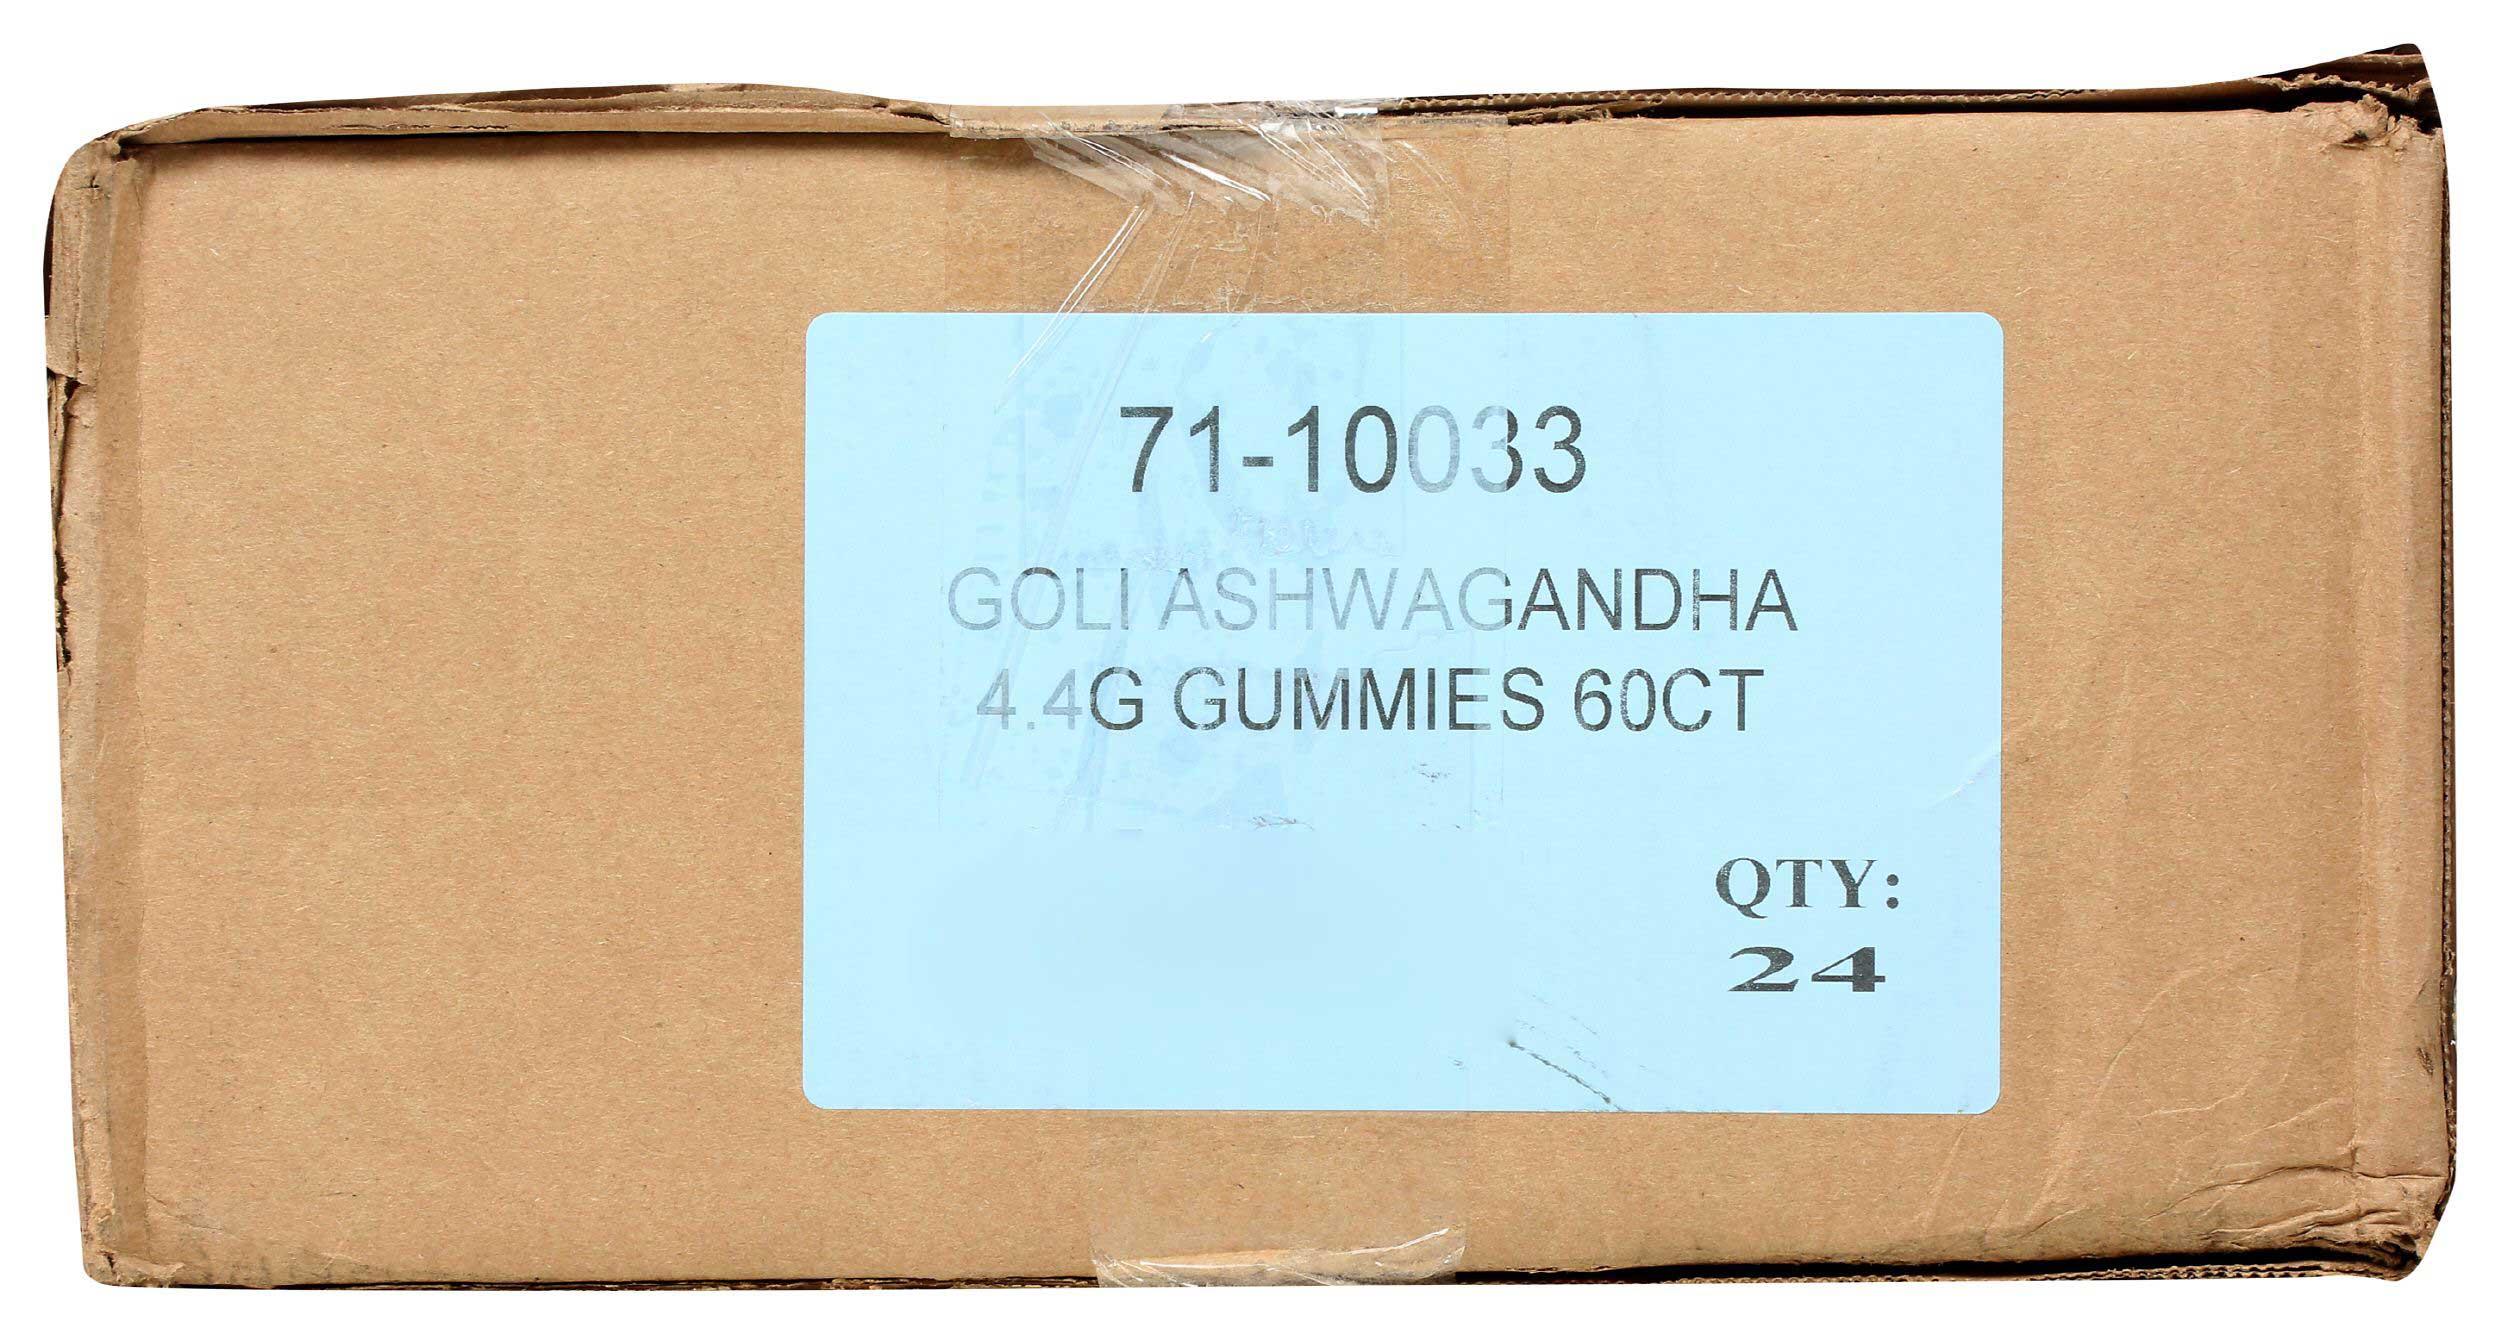 71-10033
GOLI ASHWAGANDHA
4.4G GUMMIES 60CT
QTY:
24